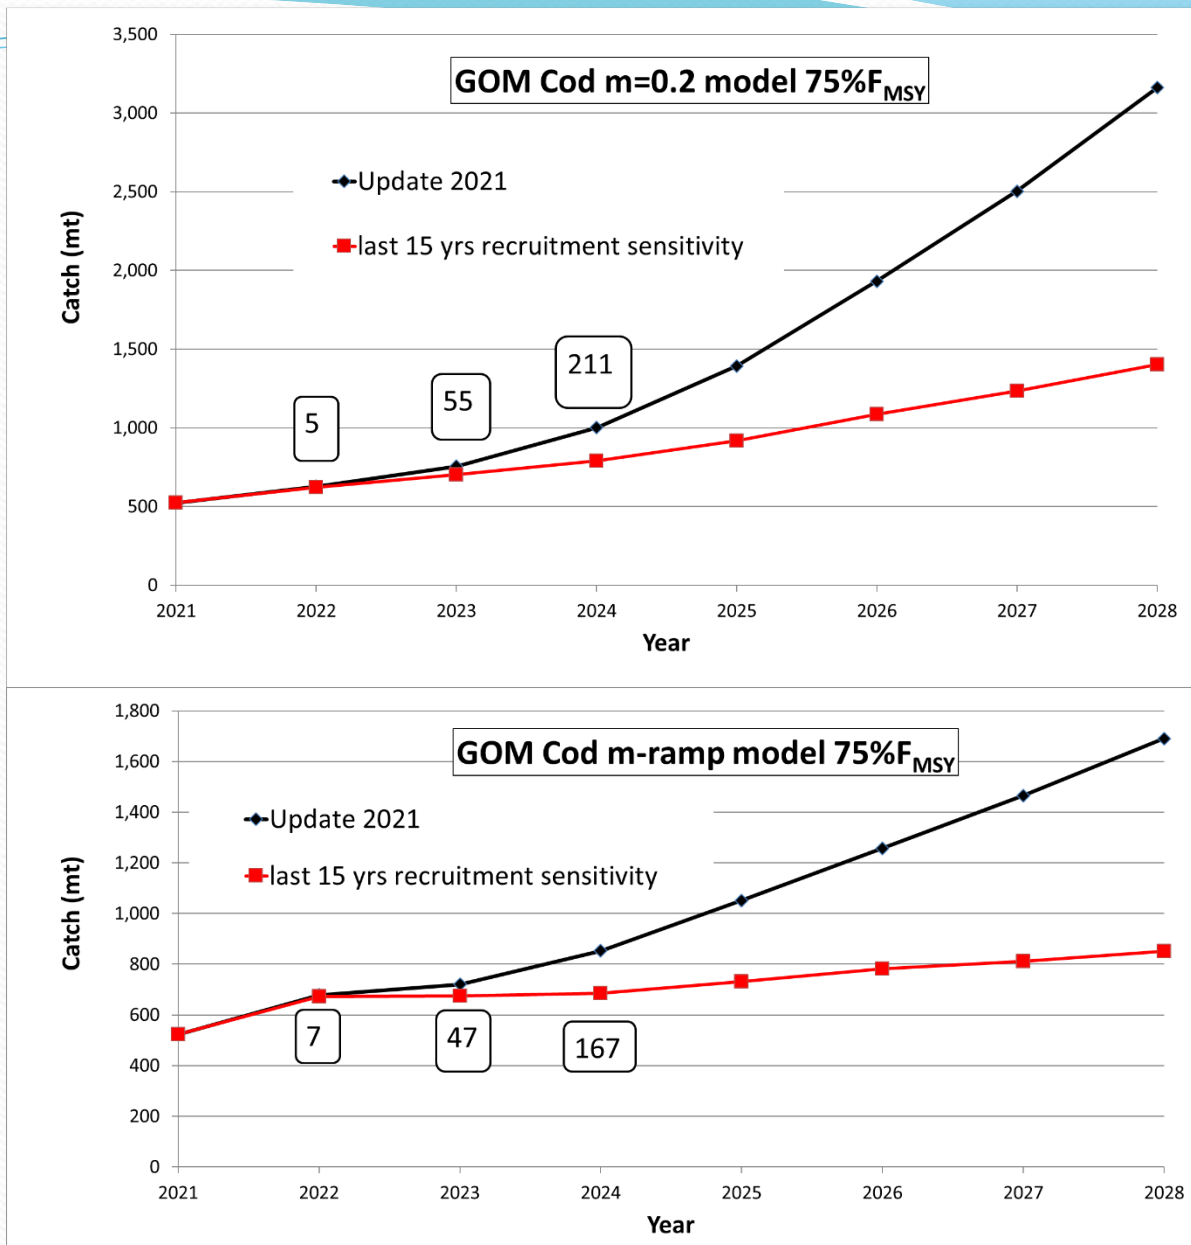 GOM Cod m=0.2 model 75%FMSY
Update 2021
last 15 yrs recruitment sensitivity
Catch (mt)
3,500
3,000
2,500
2,000
1,500
1,000
500
0
5
55
211
2021 2022 2023 2024 2025 2026 2027 2028
Year
GOM Cod m-ramp model 75%FMSY
Update 2021
last 15 yrs recruitment sensitivity
Catch (mt)
1,800
1,600
1,400
1,200
1,000
800
600
400
200
0
7
47
167
2021 2022 2023 2024 2025 2026 2027 2028
Year